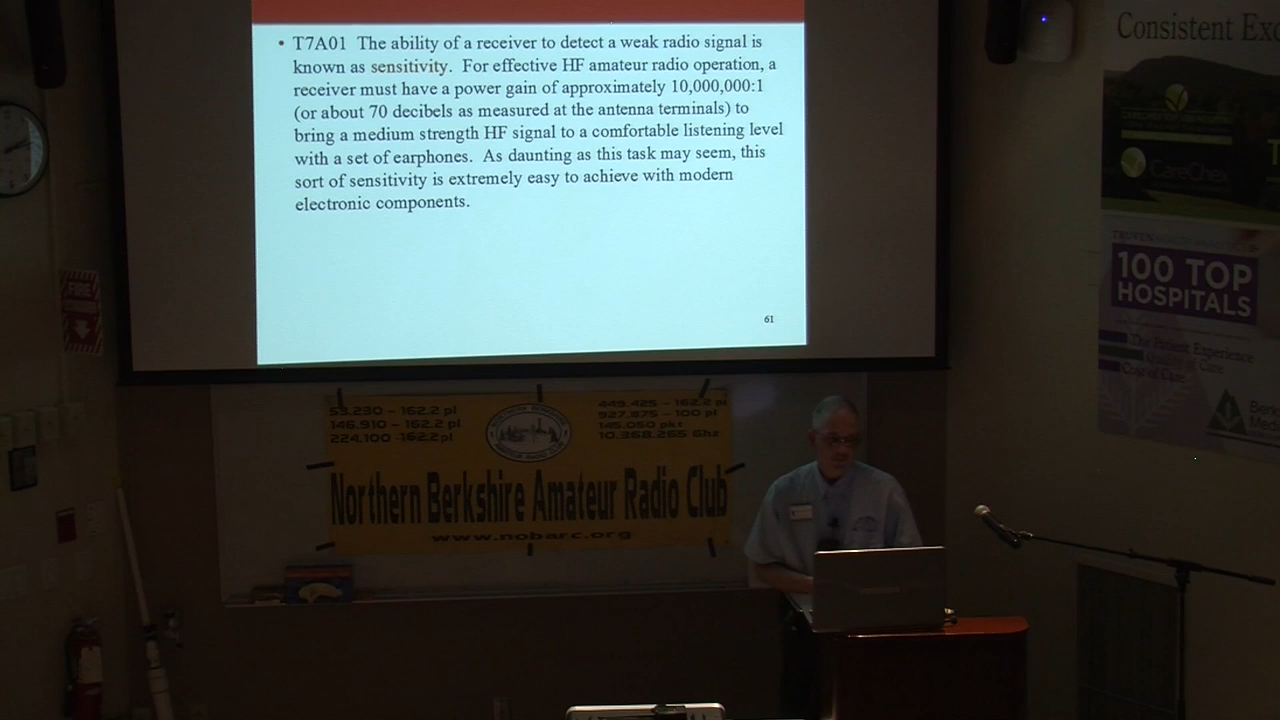 • T7A01 The ability of a receiver to detect a weak radio signal is
known as sensitivity. For effective HF amateur radio operation, a
receiver must have a power gain of approximately 10,000,000:1
(or about 70 decibels as measured at the antenna terminals) to
bring a medium strength HF signal to a comfortable listening level
with a set of earphones. As daunting as this task may seem, this
sort of sensitivity is extremely easy to achieve with modern
electronic components.
61
Consistent Exc
CareChex
100 TOP
HOSPITALS
The Patient Experience
FIRE
53.230 - 162.2 pl
146.910 - 162.2 pl
224.100 -162.2pl
449.425 - 162.2 pl
927.875 - 100 pl
145.050 pkt
10.368.265 Ghz
Northern Berkshire Amateur Radio Club
www.nobarc.org